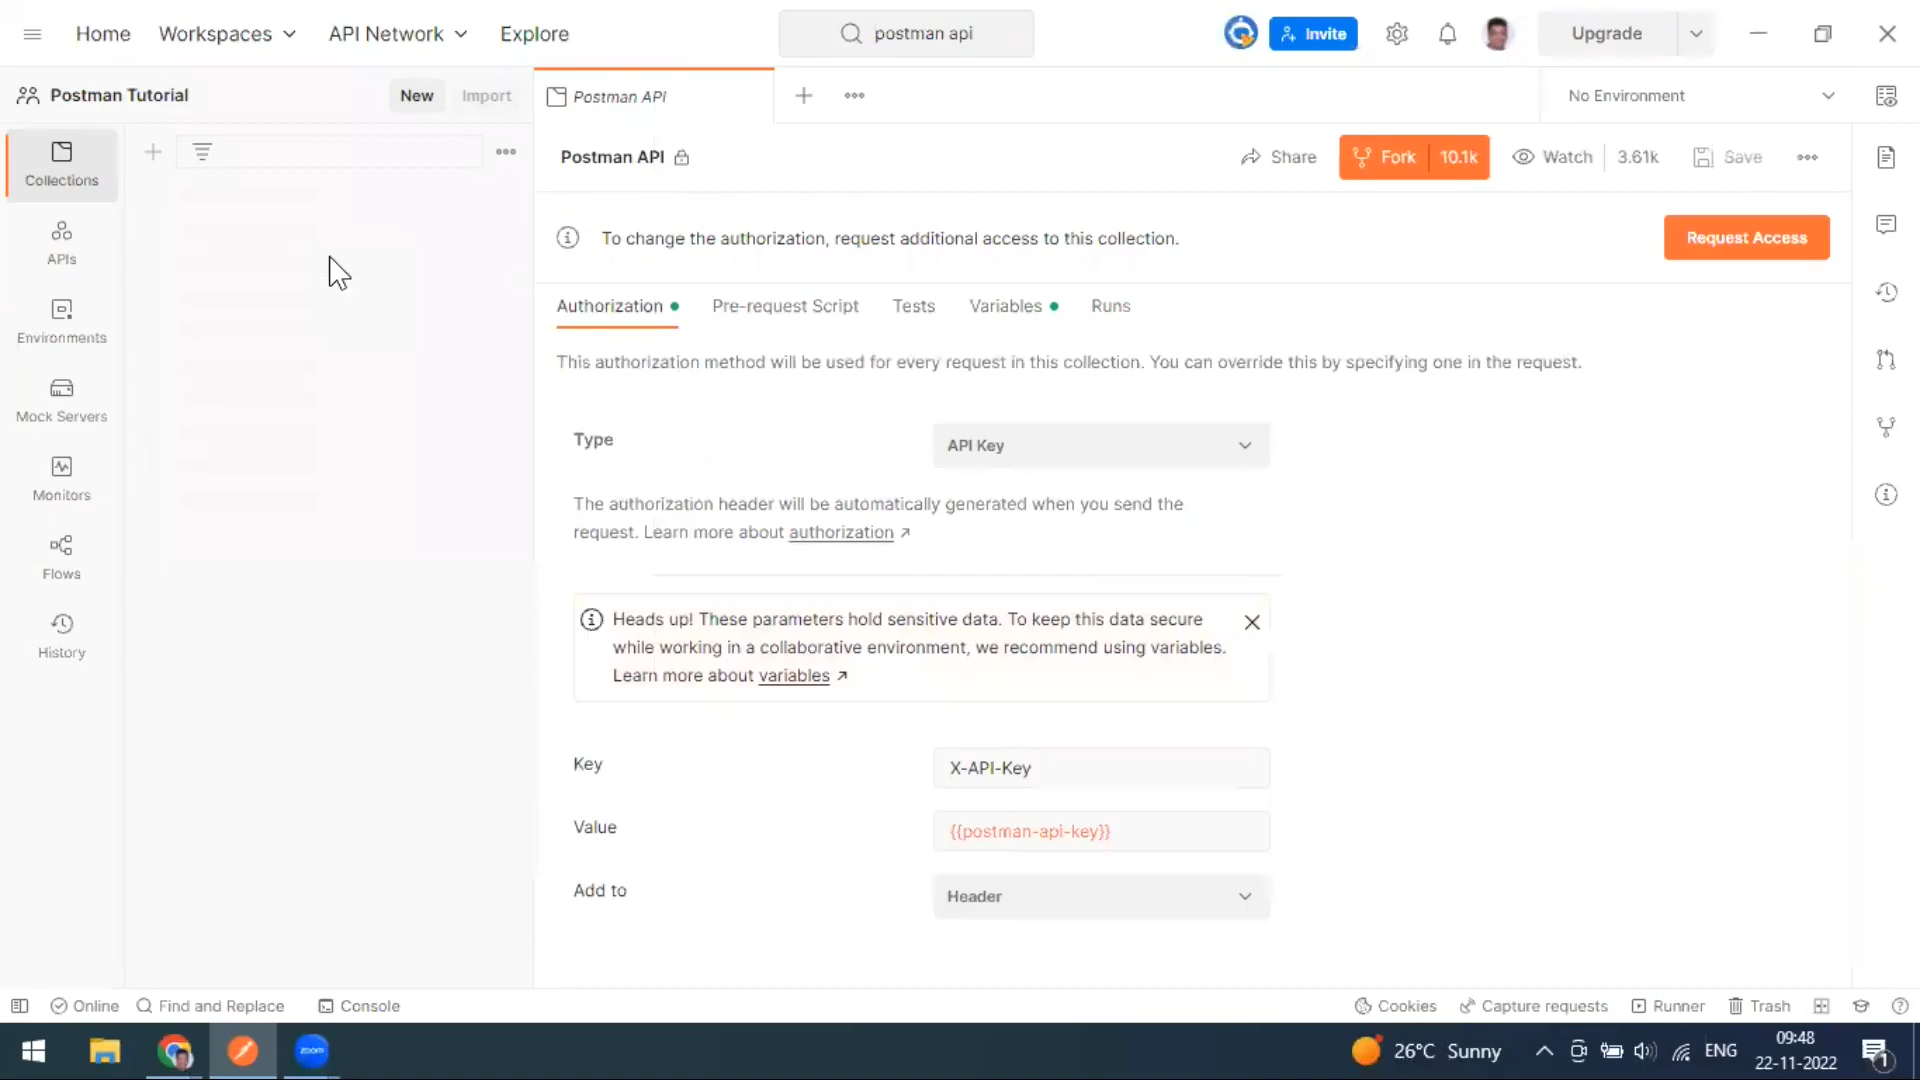 Home Workspaces API Network Explore postman api Invite Upgrade
Postman Tutorial New Import Postman API No Environment
Collections
APIs
Environments
Mock Servers
Monitors
Flows
History
Postman API Share Fork 10.1k Watch 3.61k Save
To change the authorization, request additional access to this collection. Request Access
Authorization Pre-request Script Tests Variables Runs
This authorization method will be used for every request in this collection. You can override this by specifying one in the request.
Type API Key
The authorization header will be automatically generated when you send the
request. Learn more about authorization ↗
Heads up! These parameters hold sensitive data. To keep this data secure
while working in a collaborative environment, we recommend using variables.
Learn more about variables ↗
Key X-API-Key
Value {{postman-api-key}}
Add to Header
Online Find and Replace Console Cookies Capture requests Runner Trash
zoom 26°C Sunny ENG 09:48
22-11-2022 1